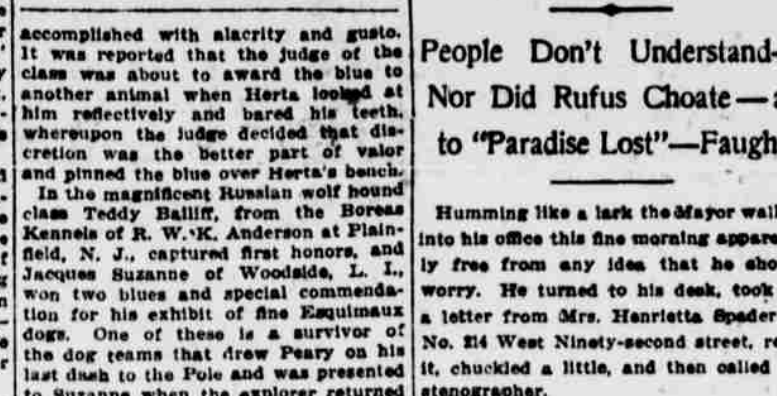 accomplished with alacrity and gusto.
It was reported that the judge of the
class was about to award the blue to
another animal when Herta looked at
him reflectively and bared his teeth,
whereupon the judge decided that dis-
cretion was the better part of valor
and pinned the blue over Herta's bench.
In the magnificent Russian wolf hound
class Teddy Balliff, from the Boreas
Kennels of R. W. K. Anderson at Plain-
field, N. J., captured first honors, and
Jacques Suzanne of Woodside, L. I.,
won two blues and special commenda-
tion for his exhibit of fine Esquimaux
dogs. One of these is a survivor of
the dog teams that drew Peary on his
last dash to the Pole and was presented
to Suzanne when the explorer returned
People Don't Understand—
Nor Did Rufus Choate—
to "Paradise Lost"—Faugh
Humming like a lark the Mayor wal
into his office this fine morning appare
ly free from any idea that he sho
worry. He turned to his desk, took
a letter from Mrs. Henrietta Spader
No. 214 West Ninety-second street, re
it, chuckled a little, and then called
stenographer.